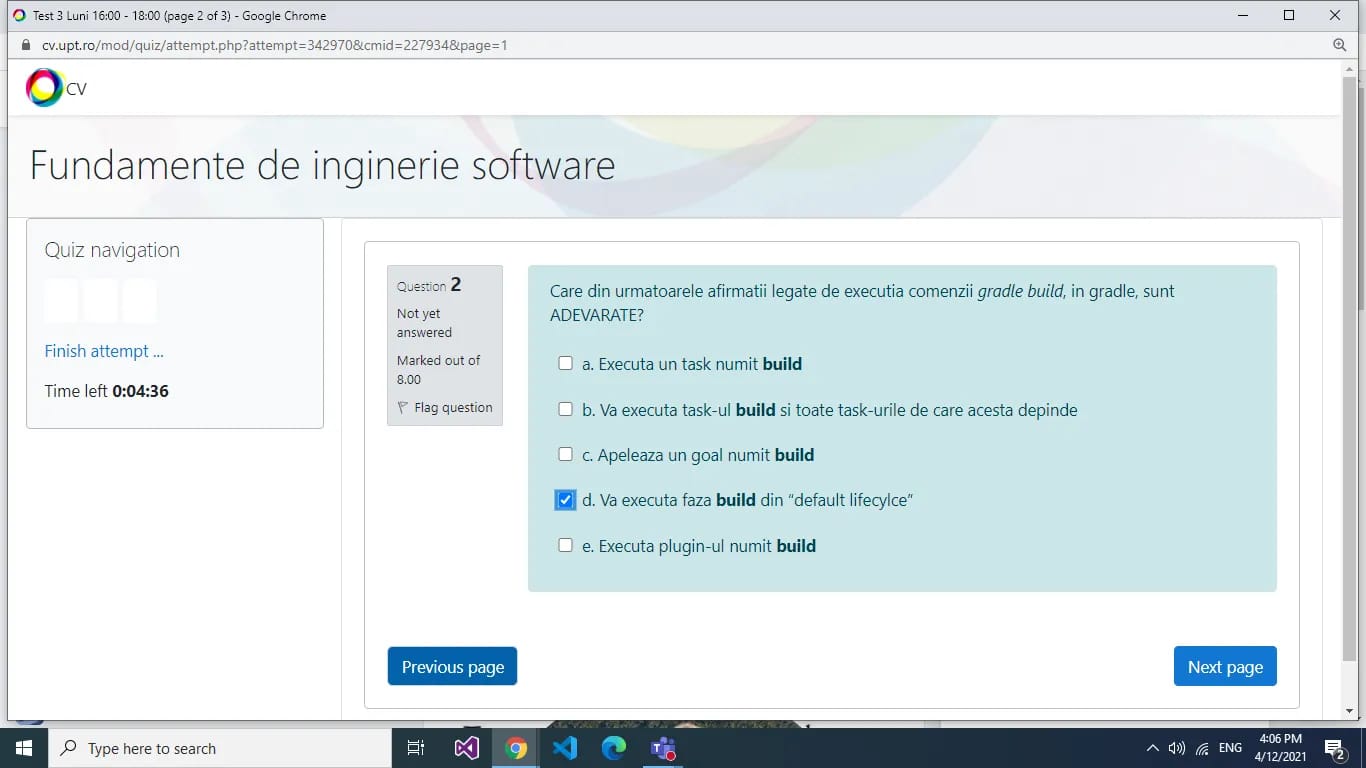 Test 3 Luni 16:00 - 18:00 (page 2 of 3) - Google Chrome
cv.upt.ro/mod/quiz/attempt.php?attempt=342970&cmid=227934&page=1
CV
Fundamente de inginerie software
Quiz navigation
Finish attempt ...
Time left 0:04:36
Question 2
Not yet
answered
Marked out of
8.00
Flag question
Care din urmatoarele afirmatii legate de executia comenzii gradle build, in gradle, sunt
ADEVARATE?
a. Executa un task numit build
b. Va executa task-ul build si toate task-urile de care acesta depinde
c. Apeleaza un goal numit build
d. Va executa faza build din “default lifecylce”
e. Executa plugin-ul numit build
Previous page
Next page
Type here to search
ENG
4:06 PM
4/12/2021
2